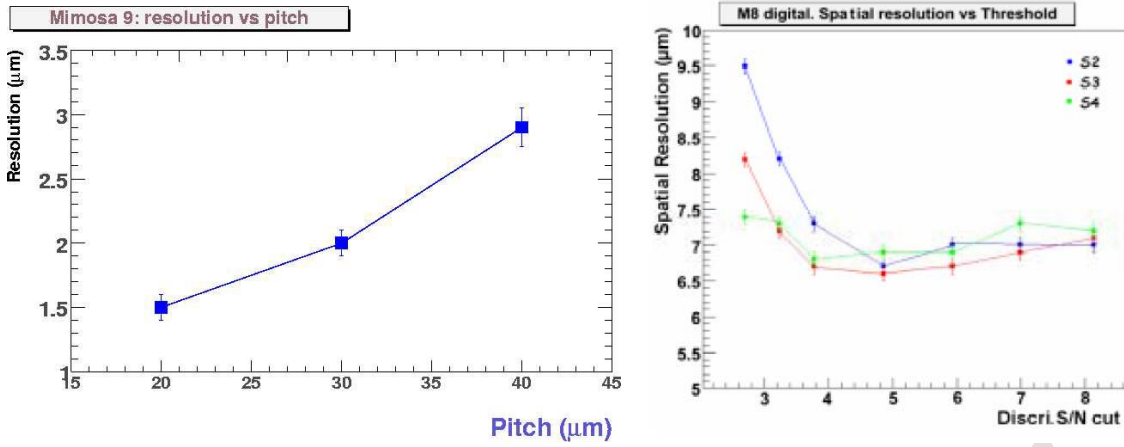 Mimosa 9: resolution vs pitch
Resolution (μm)
3.5
3
2.5
2
1.5
1
15 20 25 30 35 40 45
Pitch (μm)
M8 digital. Spatial resolution vs Threshold
Spatial Resolution (μm)
10
9.5
9
8.5
8
7.5
7
6.5
6
5.5
5
S2
S3
S4
3 4 5 6 7 8
Discri.S/N cut